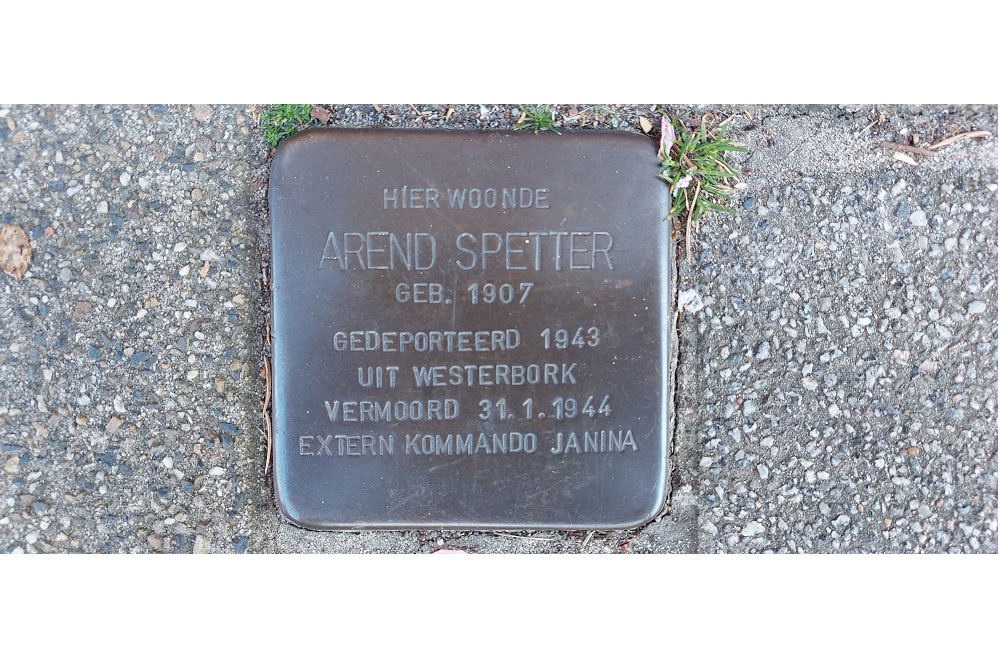 HIER WOONDE
AREND SPETTER
GEB. 1907
GEDEPORTEERD 1943
UIT WESTERBORK
VERMOORD 31.1.1944
EXTERN KOMMANDO JANINA